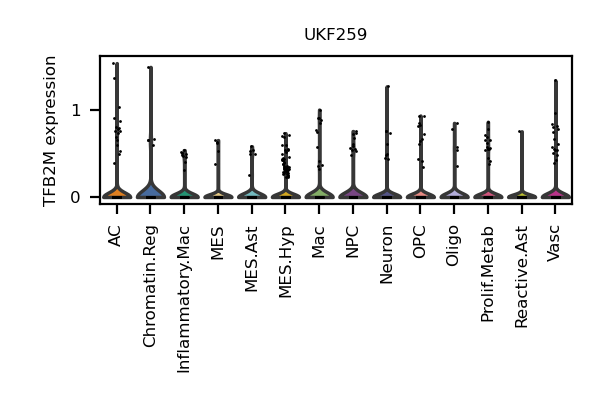 UKF259
TFB2M expression
1
0
AC
Chromatin.Reg
Inflammatory.Mac
MES
MES.Ast
MES.Hyp
Mac
NPC
Neuron
OPC
Oligo
Prolif.Metab
Reactive.Ast
Vasc